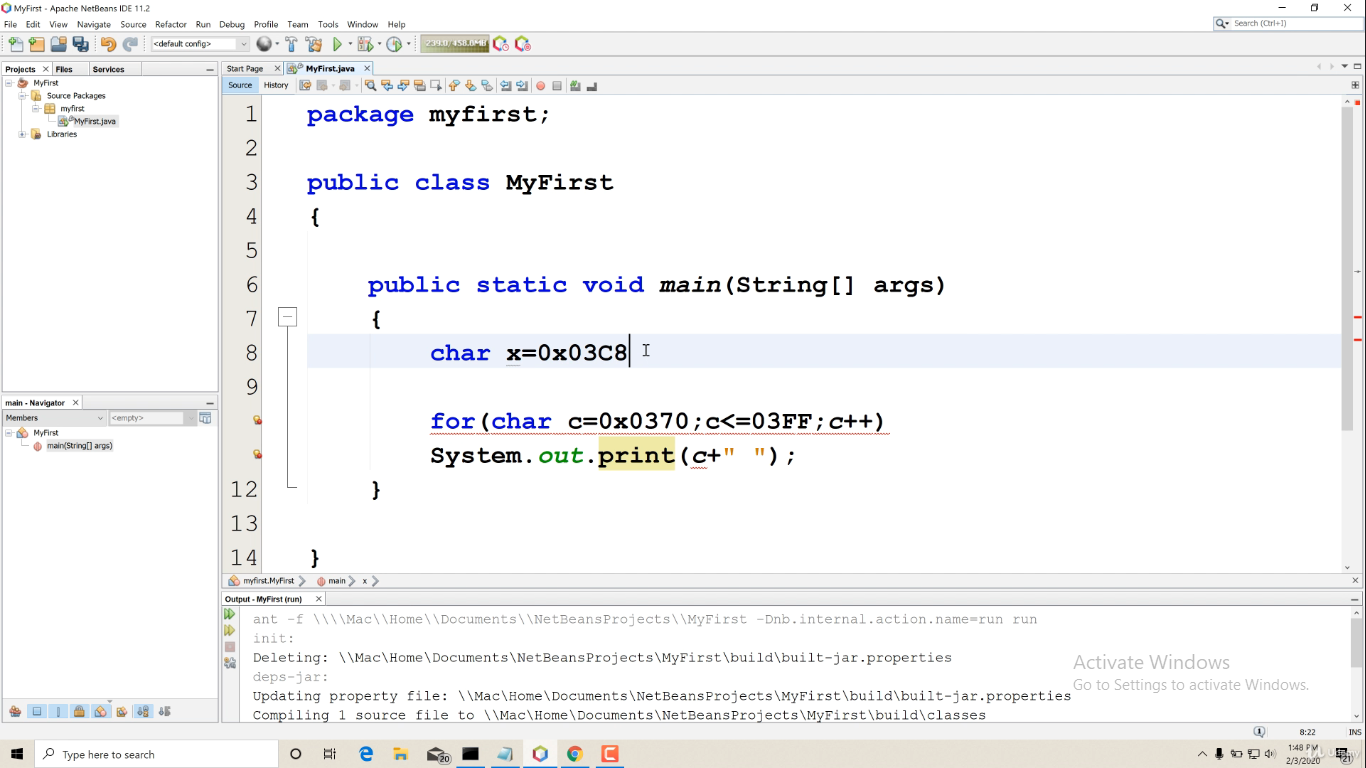 MyFirst - Apache NetBeans IDE 11.2
File Edit View Navigate Source Refactor Run Debug Profile Team Tools Window Help
Search (Ctrl+I)
<default config>
239.0/458.0MB
Projects Files Services
Start Page MyFirst.java
MyFirst
Source Packages
myfirst
MyFirst.java
Libraries
Source History
1 package myfirst;
2
3 public class MyFirst
4 {
5
6 public static void main(String[] args)
7 {
8 char x=0x03C8
9
for(char c=0x0370;c<=03FF;c++)
System.out.print(c+" ");
12 }
13
14 }
main - Navigator
Members <empty>
MyFirst
main(String[] args)
myfirst.MyFirst main x
Output - MyFirst (run)
ant -f \\\\Mac\\Home\\Documents\\NetBeansProjects\\MyFirst -Dnb.internal.action.name=run run
init:
Deleting: \\Mac\Home\Documents\NetBeansProjects\MyFirst\build\built-jar.properties
deps-jar:
Updating property file: \\Mac\Home\Documents\NetBeansProjects\MyFirst\build\built-jar.properties
Compiling 1 source file to \\Mac\Home\Documents\NetBeansProjects\MyFirst\build\classes
Activate Windows
Go to Settings to activate Windows.
8:22 INS
Type here to search
20
1:48 PM
2/3/2020
21